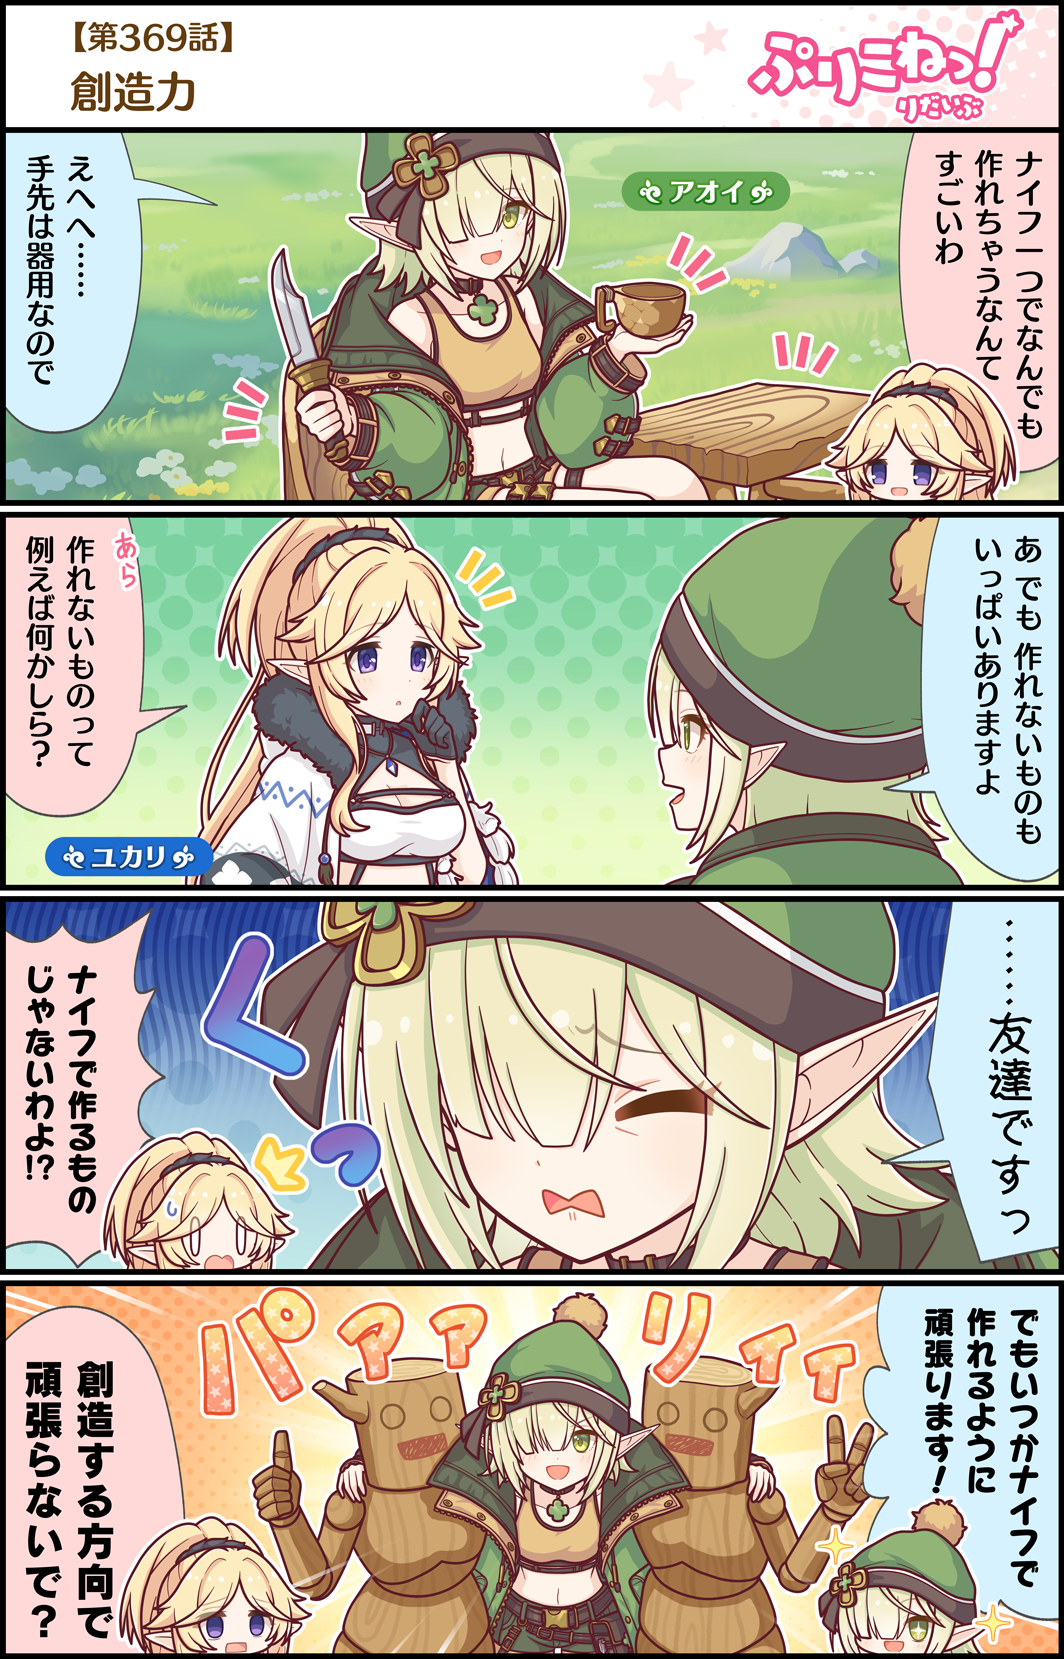 【第369話】
創造力
ぷりこねっ!
りだいぶ
ナイフ一つでなんでも
作れちゃうなんて
すごいわ
アオイ
えへへ……
手先は器用なので
あ でも 作れないものも
いっぱいありますよ
あら
作れないものって
例えば何かしら？
ユカリ
……友達ですっ
くっ
ナイフで作るもの
じゃないわよ!?
でもいつかナイフで
作れるように
頑張ります!
パァァリィィ
創造する方向で
頑張らないで？